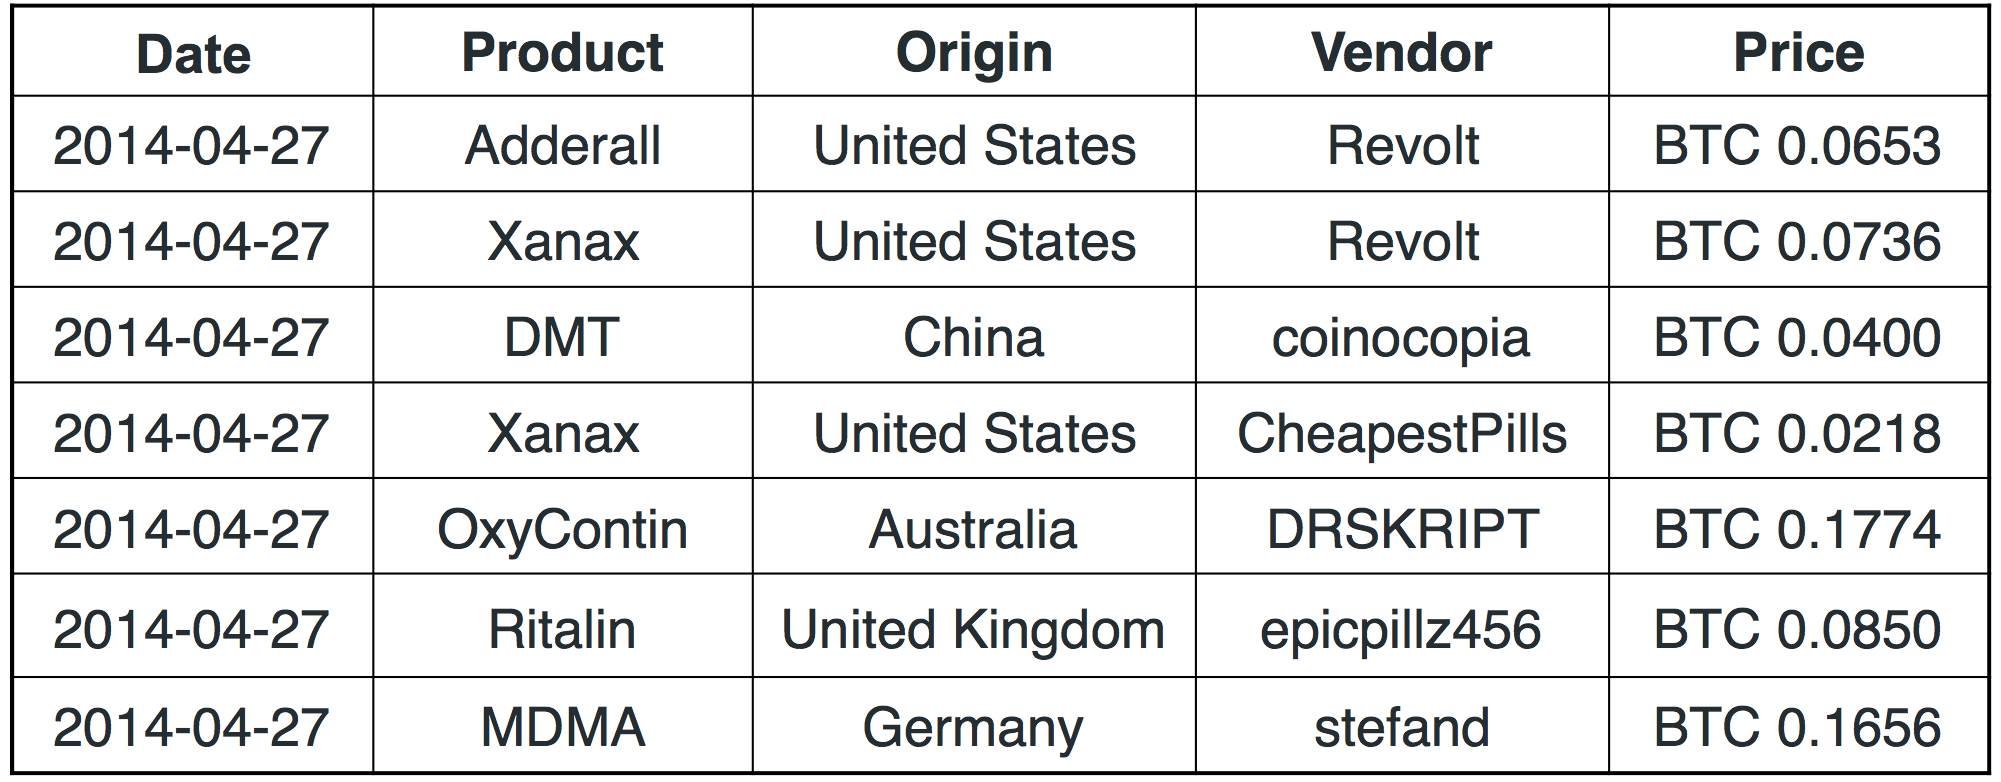 Date Product Origin Vendor Price
2014-04-27 Adderall United States Revolt BTC 0.0653
2014-04-27 Xanax United States Revolt BTC 0.0736
2014-04-27 DMT China coinocopia BTC 0.0400
2014-04-27 Xanax United States CheapestPills BTC 0.0218
2014-04-27 OxyContin Australia DRSKRIPT BTC 0.1774
2014-04-27 Ritalin United Kingdom epicpillz456 BTC 0.0850
2014-04-27 MDMA Germany stefand BTC 0.1656